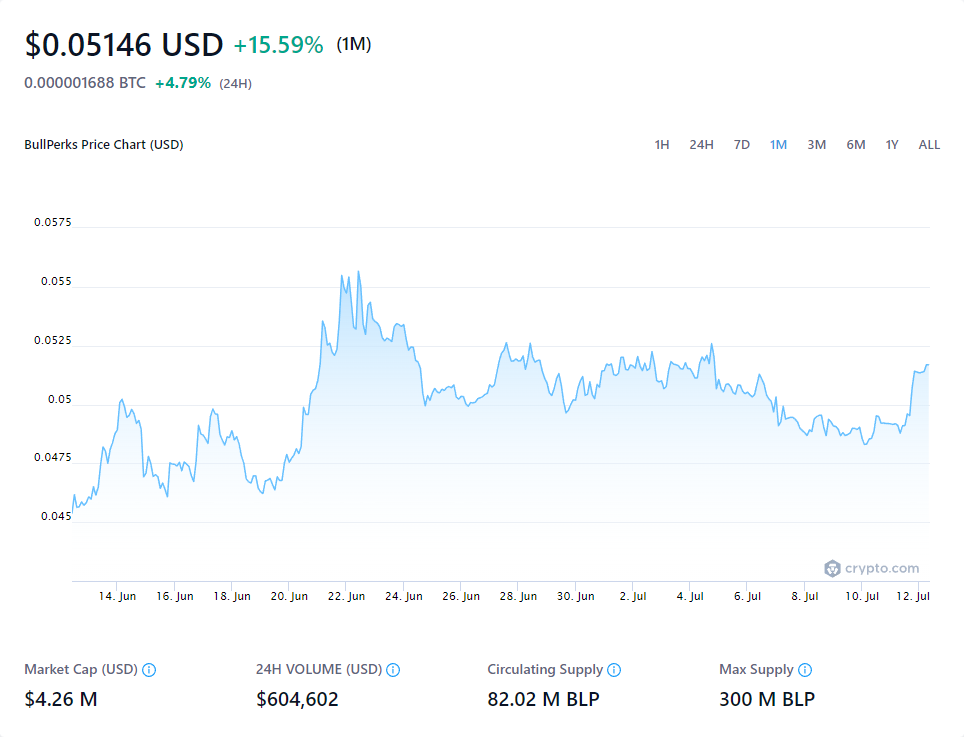 $0.05146 USD +15.59% (1M)
0.000001688 BTC +4.79% (24H)
BullPerks Price Chart (USD) 1H 24H 7D 1M 3M 6M 1Y ALL
0.0575
0.055
0.0525
0.05
0.0475
0.045
crypto.com
14. Jun 16. Jun 18. Jun 20. Jun 22. Jun 24. Jun 26. Jun 28. Jun 30. Jun 2. Jul 4. Jul 6. Jul 8. Jul 10. Jul 12. Jul
Market Cap (USD) 24H VOLUME (USD) Circulating Supply Max Supply
$4.26 M $604,602 82.02 M BLP 300 M BLP